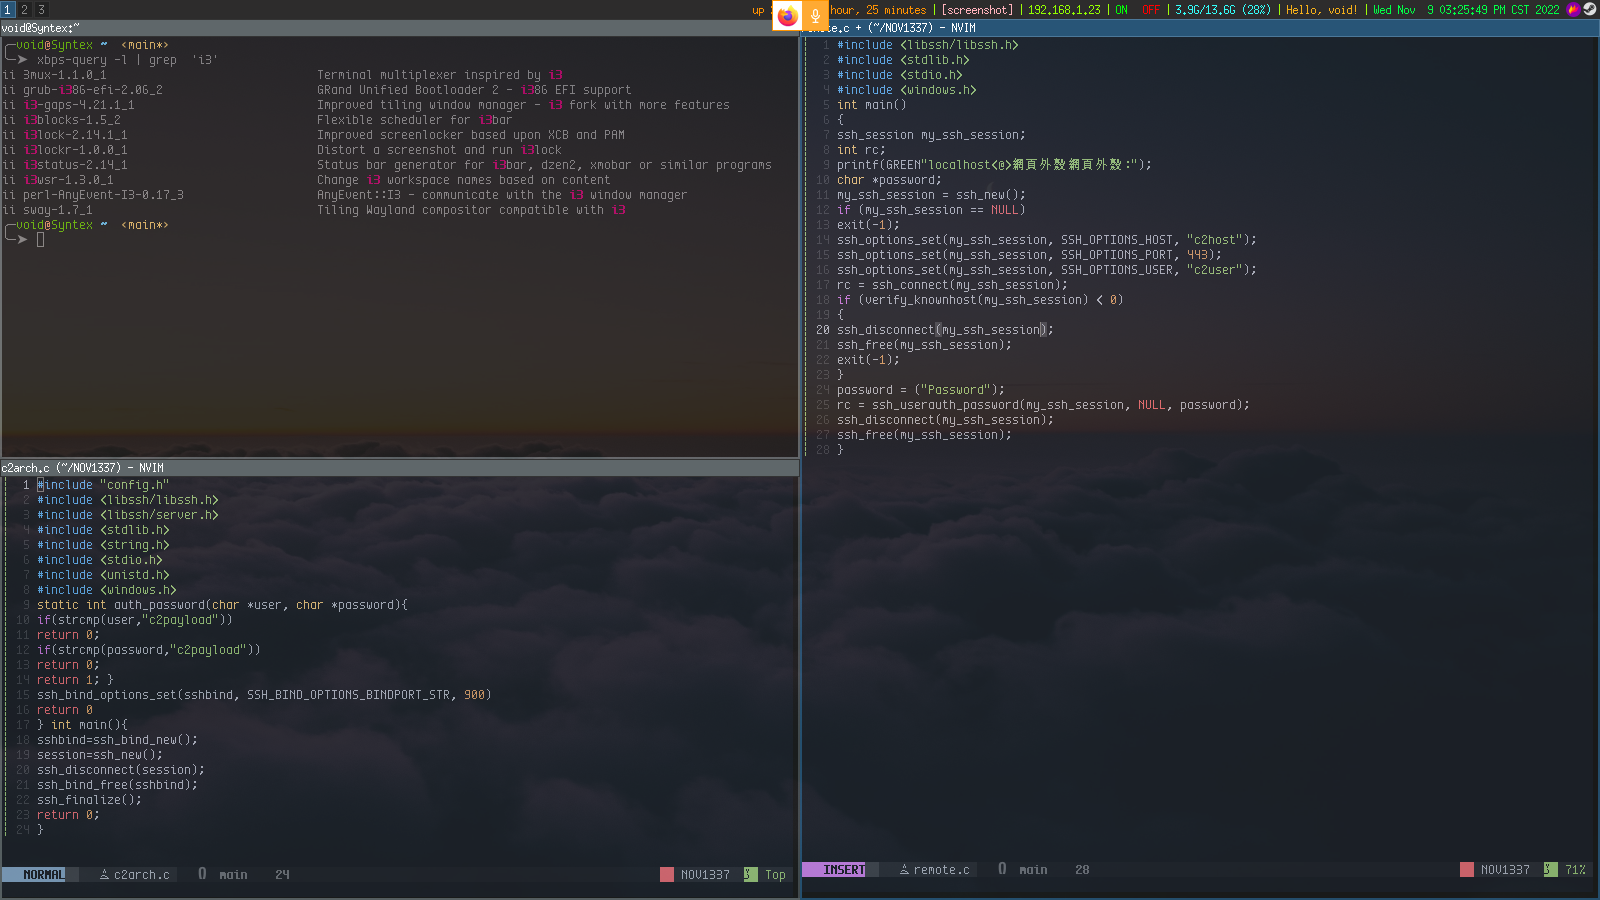 1 2 3
up hour, 25 minutes | [screenshot] | 192.168.1.23 | ON OFF | 3.9G/13.6G (28%) | Hello, void! | Wed Nov 9 03:25:49 PM CST 2022
void@Syntex:~
void@Syntex ~ <main*>
xbps-query -l | grep 'i3'
ii 3mux-1.1.0_1 Terminal multiplexer inspired by i3
ii grub-i386-efi-2.06_2 GRand Unified Bootloader 2 - i386 EFI support
ii i3-gaps-4.21.1_1 Improved tiling window manager - i3 fork with more features
ii i3blocks-1.5_2 Flexible scheduler for i3bar
ii i3lock-2.14.1_1 Improved screenlocker based upon XCB and PAM
ii i3lockr-1.0.0_1 Distort a screenshot and run i3lock
ii i3status-2.14_1 Status bar generator for i3bar, dzen2, xmobar or similar programs
ii i3wsr-1.3.0_1 Change i3 workspace names based on content
ii perl-AnyEvent-I3-0.17_3 AnyEvent::I3 - communicate with the i3 window manager
ii sway-1.7_1 Tiling Wayland compositor compatible with i3
void@Syntex ~ <main*>
c2arch.c (~/NOV1337) - NVIM
1 #include "config.h"
2 #include <libssh/libssh.h>
3 #include <libssh/server.h>
4 #include <stdlib.h>
5 #include <string.h>
6 #include <stdio.h>
7 #include <unistd.h>
8 #include <windows.h>
9 static int auth_password(char *user, char *password){
10 if(strcmp(user,"c2payload"))
11 return 0;
12 if(strcmp(password,"c2payload"))
13 return 0;
14 return 1; }
15 ssh_bind_options_set(sshbind, SSH_BIND_OPTIONS_BINDPORT_STR, 900)
16 return 0
17 } int main(){
18 sshbind=ssh_bind_new();
19 session=ssh_new();
20 ssh_disconnect(session);
21 ssh_bind_free(sshbind);
22 ssh_finalize();
23 return 0;
24 }
NORMAL c2arch.c main 24 NOV1337 Top
.c + (~/NOV1337) - NVIM
1 #include <libssh/libssh.h>
2 #include <stdlib.h>
3 #include <stdio.h>
4 #include <windows.h>
5 int main()
6 {
7 ssh_session my_ssh_session;
8 int rc;
9 printf(GREEN"localhost<@>網頁外殼網頁外殼:");
10 char *password;
11 my_ssh_session = ssh_new();
12 if (my_ssh_session == NULL)
13 exit(-1);
14 ssh_options_set(my_ssh_session, SSH_OPTIONS_HOST, "c2host");
15 ssh_options_set(my_ssh_session, SSH_OPTIONS_PORT, 443);
16 ssh_options_set(my_ssh_session, SSH_OPTIONS_USER, "c2user");
17 rc = ssh_connect(my_ssh_session);
18 if (verify_knownhost(my_ssh_session) < 0)
19 {
20 ssh_disconnect(my_ssh_session);
21 ssh_free(my_ssh_session);
22 exit(-1);
23 }
24 password = ("Password");
25 rc = ssh_userauth_password(my_ssh_session, NULL, password);
26 ssh_disconnect(my_ssh_session);
27 ssh_free(my_ssh_session);
28 }
INSERT remote.c main 28 NOV1337 71%